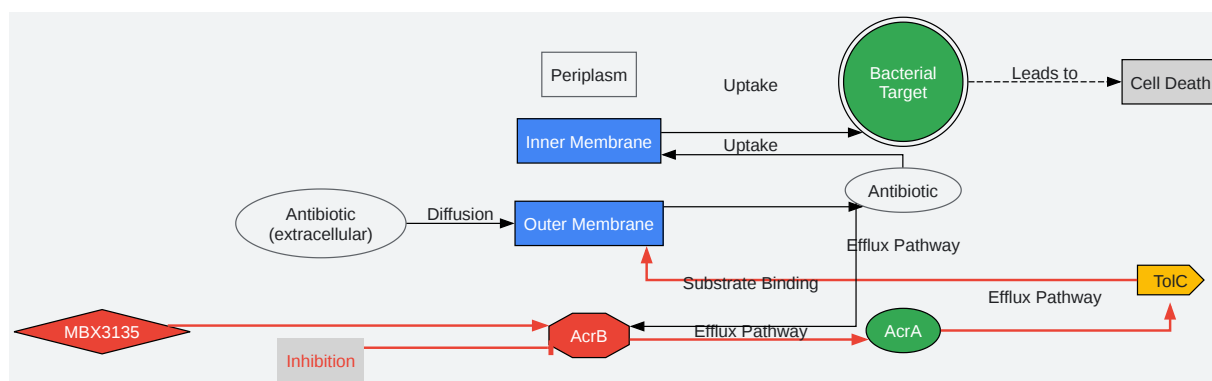 Periplasm
Uptake
Bacterial
Target
Leads to
Cell Death
Inner Membrane
Uptake
Antibiotic
(extracellular)
Diffusion
Outer Membrane
Antibiotic
Efflux Pathway
Substrate Binding
TolC
Efflux Pathway
MBX3135
AcrB
Efflux Pathway
AcrA
Inhibition